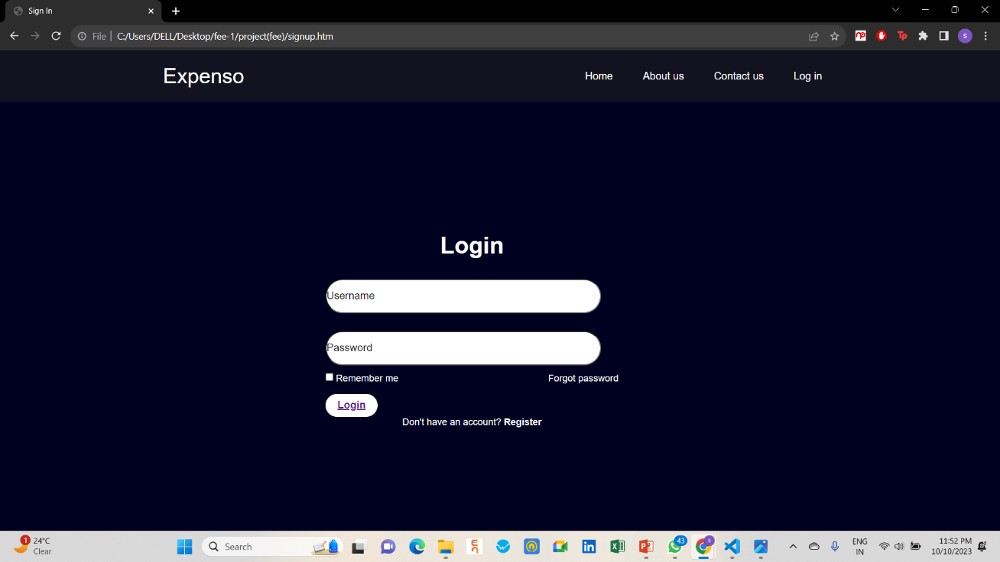 Sign In
File C:/Users/DELL/Desktop/fee-1/project(fee)/signup.htm
Expenso
Home About us Contact us Log in
Login
Username
Password
Remember me Forgot password
Login
Don't have an account? Register
1 24°C
Clear
Search
43
ENG
IN
11:52 PM
10/10/2023